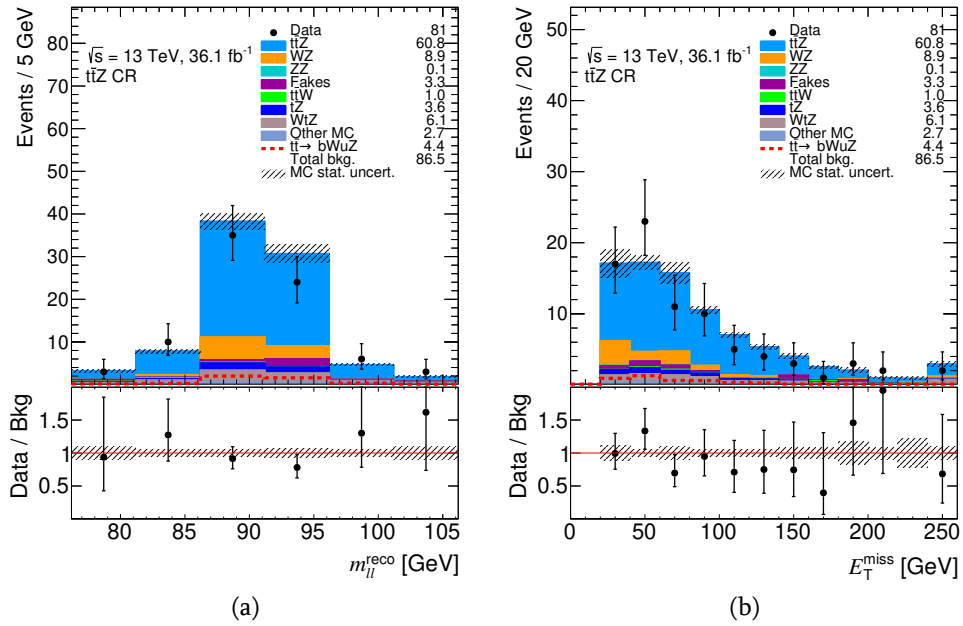 Events / 5 GeV
80
70
60
50
40
30
20
10
√s = 13 TeV, 36.1 fb⁻¹
tt̄Z CR
Data 81
tt̄Z 60.8
WZ 8.9
ZZ 0.1
Fakes 3.3
tt̄W 1.0
tZ 3.6
WtZ 6.1
Other MC 2.7
tt̄→ bWuZ 4.4
Total bkg. 86.5
MC stat. uncert.
Data / Bkg
1.5
1
0.5
80 85 90 95 100 105
m_ll^reco [GeV]
(a)
Events / 20 GeV
50
40
30
20
10
√s = 13 TeV, 36.1 fb⁻¹
tt̄Z CR
Data 81
tt̄Z 60.8
WZ 8.9
ZZ 0.1
Fakes 3.3
tt̄W 1.0
tZ 3.6
WtZ 6.1
Other MC 2.7
tt̄→ bWuZ 4.4
Total bkg. 86.5
MC stat. uncert.
Data / Bkg
1.5
1
0.5
0 50 100 150 200 250
E_T^miss [GeV]
(b)